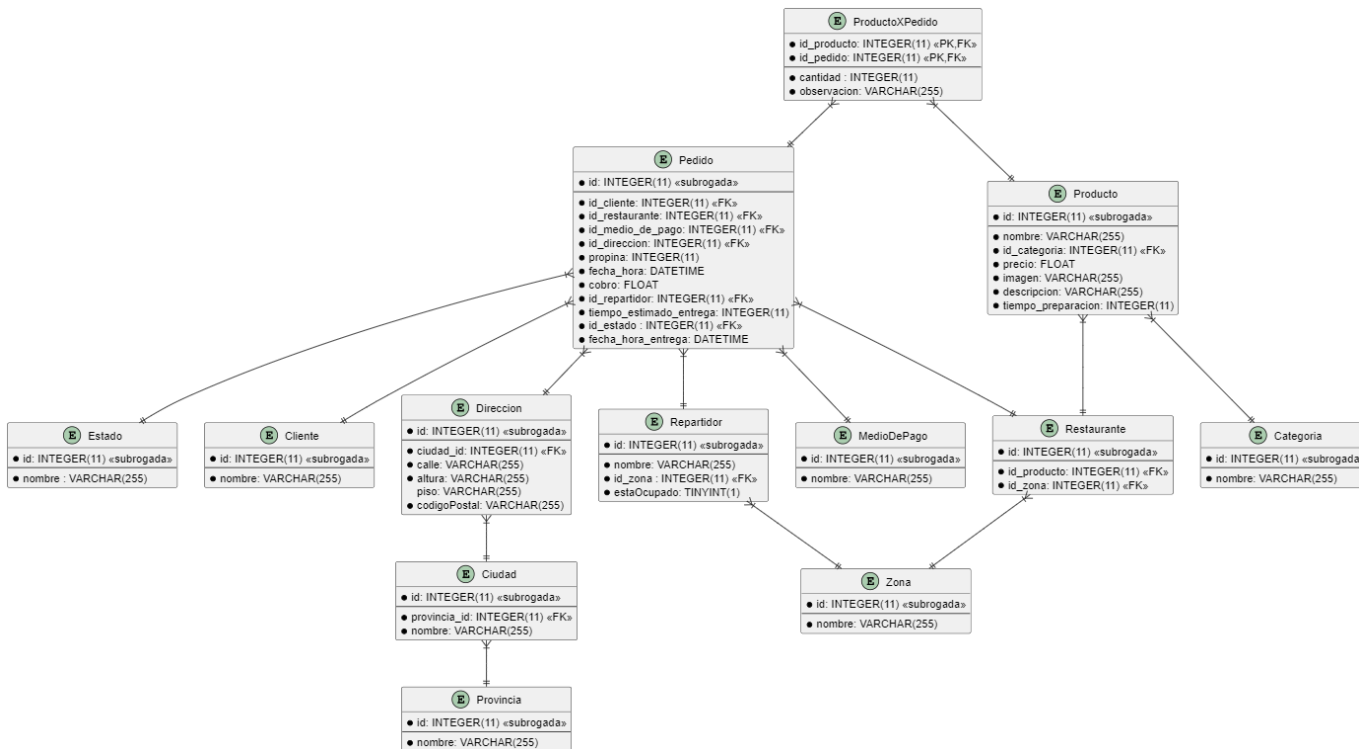 E ProductoXPedido
● id_producto: INTEGER(11) «PK,FK»
● id_pedido: INTEGER(11) «PK,FK»
● cantidad : INTEGER(11)
● observacion: VARCHAR(255)
E Pedido
● id: INTEGER(11) «subrogada»
● id_cliente: INTEGER(11) «FK»
● id_restaurante: INTEGER(11) «FK»
● id_medio_de_pago: INTEGER(11) «FK»
● id_direccion: INTEGER(11) «FK»
● propina: INTEGER(11)
● fecha_hora: DATETIME
● cobro: FLOAT
● id_repartidor: INTEGER(11) «FK»
● tiempo_estimado_entrega: INTEGER(11)
● id_estado : INTEGER(11) «FK»
● fecha_hora_entrega: DATETIME
E Producto
● id: INTEGER(11) «subrogada»
● nombre: VARCHAR(255)
● id_categoria: INTEGER(11) «FK»
● precio: FLOAT
● imagen: VARCHAR(255)
● descripcion: VARCHAR(255)
● tiempo_preparacion: INTEGER(11)
E Estado
● id: INTEGER(11) «subrogada»
● nombre : VARCHAR(255)
E Cliente
● id: INTEGER(11) «subrogada»
● nombre: VARCHAR(255)
E Direccion
● id: INTEGER(11) «subrogada»
● ciudad_id: INTEGER(11) «FK»
● calle: VARCHAR(255)
● altura: VARCHAR(255)
piso: VARCHAR(255)
● codigoPostal: VARCHAR(255)
E Repartidor
● id: INTEGER(11) «subrogada»
● nombre: VARCHAR(255)
● id_zona : INTEGER(11) «FK»
● estaOcupado: TINYINT(1)
E MedioDePago
● id: INTEGER(11) «subrogada»
● nombre: VARCHAR(255)
E Restaurante
● id: INTEGER(11) «subrogada»
● id_producto: INTEGER(11) «FK»
● id_zona: INTEGER(11) «FK»
E Categoria
● id: INTEGER(11) «subrogada»
● nombre: VARCHAR(255)
E Ciudad
● id: INTEGER(11) «subrogada»
● provincia_id: INTEGER(11) «FK»
● nombre: VARCHAR(255)
E Zona
● id: INTEGER(11) «subrogada»
● nombre: VARCHAR(255)
E Provincia
● id: INTEGER(11) «subrogada»
● nombre: VARCHAR(255)